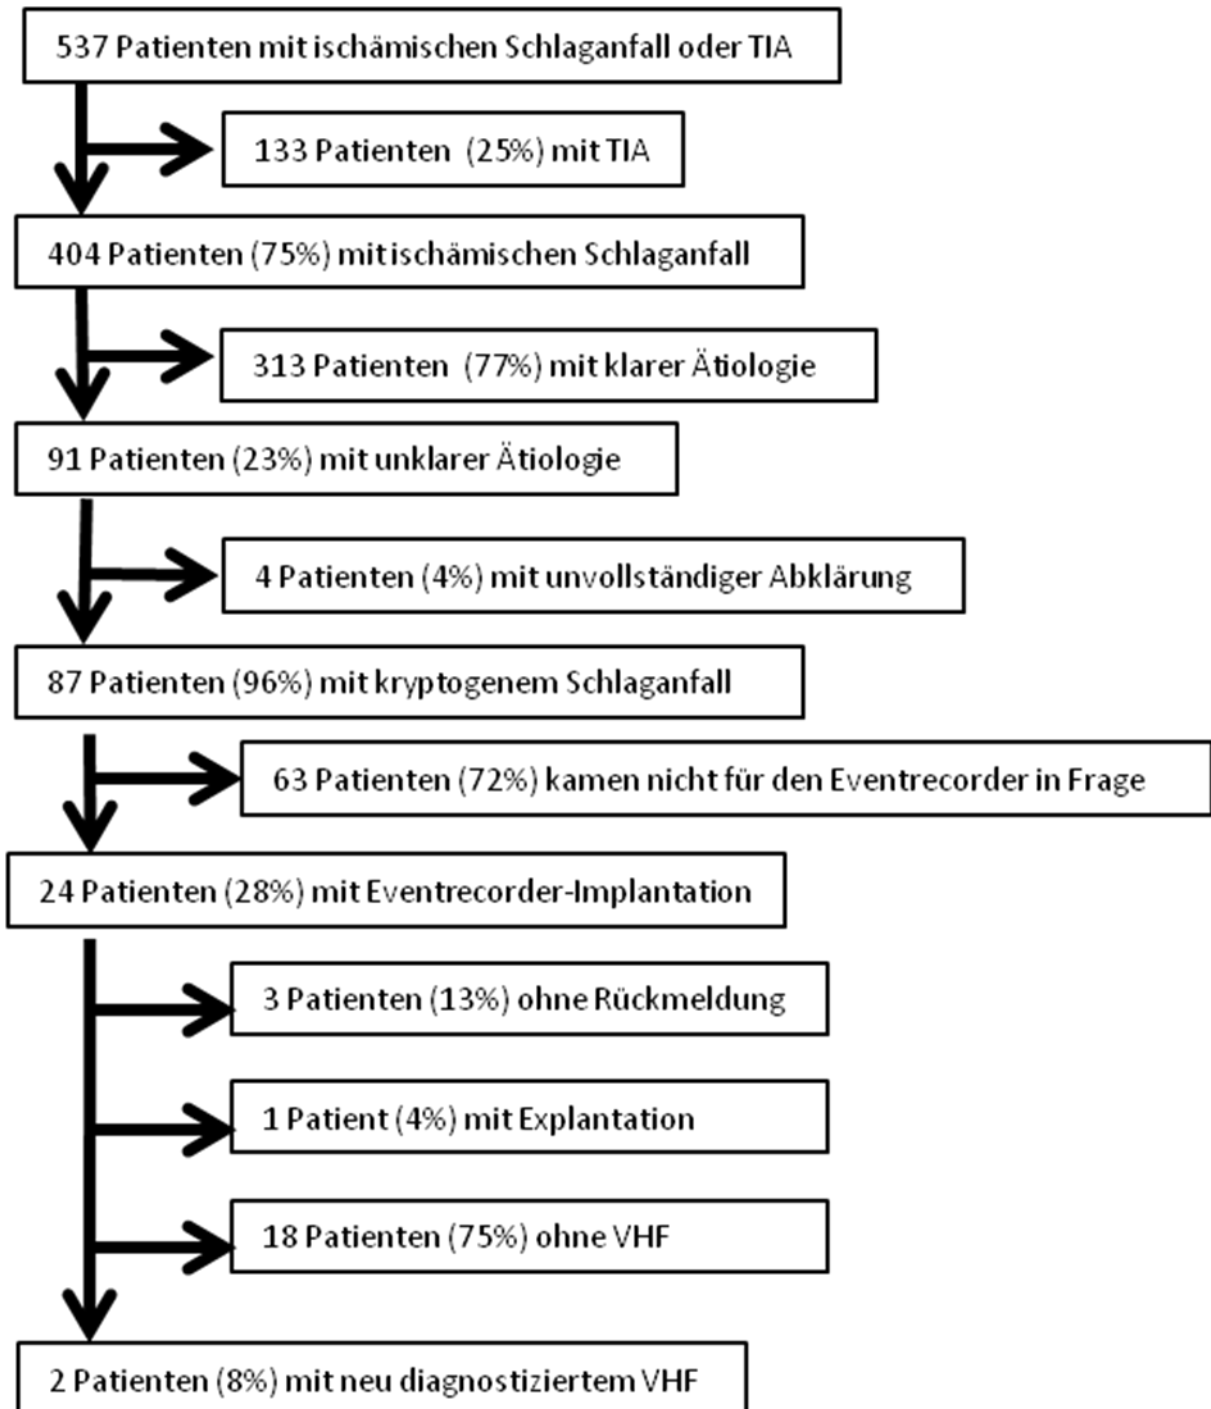 537 Patienten mit ischämischen Schlaganfall oder TIA
133 Patienten (25%) mit TIA
404 Patienten (75%) mit ischämischen Schlaganfall
313 Patienten (77%) mit klarer Ätiologie
91 Patienten (23%) mit unklarer Ätiologie
4 Patienten (4%) mit unvollständiger Abklärung
87 Patienten (96%) mit kryptogenem Schlaganfall
63 Patienten (72%) kamen nicht für den Eventrecorder in Frage
24 Patienten (28%) mit Eventrecorder-Implantation
3 Patienten (13%) ohne Rückmeldung
1 Patient (4%) mit Explantation
18 Patienten (75%) ohne VHF
2 Patienten (8%) mit neu diagnostiziertem VHF